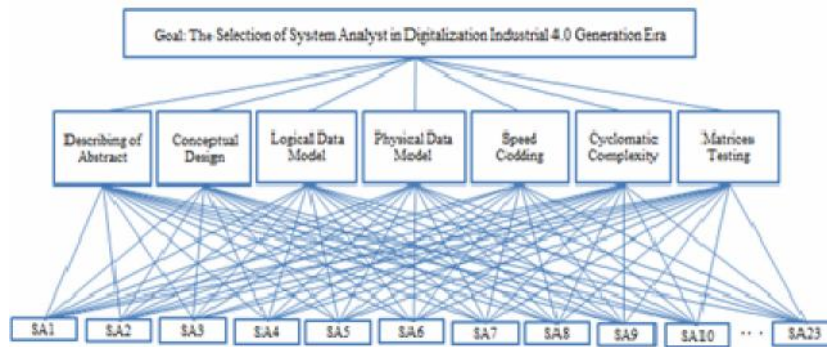 Goal: The Selection of System Analyst in Digitalization Industrial 4.0 Generation Era
Describing of
Abstract
Conceptual
Design
Logical Data
Model
Physical Data
Model
Speed
Codding
Cyclomatic
Complexity
Matrices
Testing
SA1
SA2
SA3
SA4
SA5
SA6
SA7
SA8
SA9
SA10
...
SA23